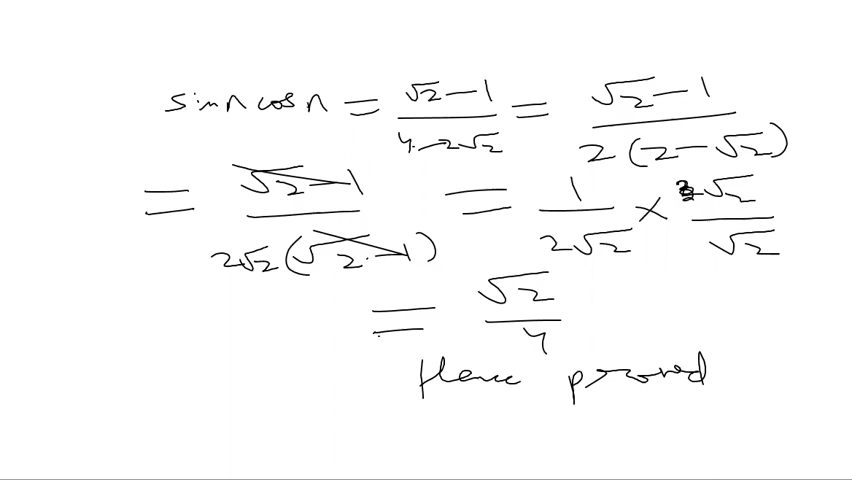 sin n cos n = (√2 − 1)/(4 − 2√2) = (√2 − 1)/(2(2 − √2))
= (√2 − 1)/(2√2(√2 − 1)) = 1/(2√2) × √2/√2
= √2/4
Hence proved